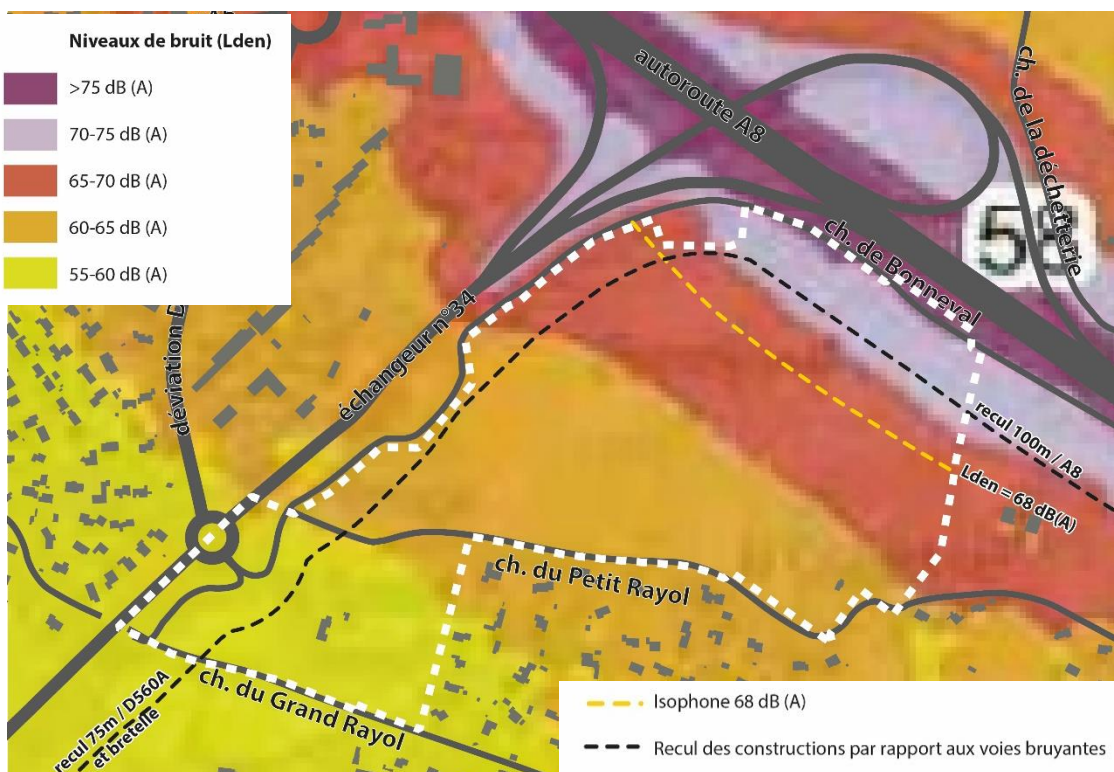 Niveaux de bruit (Lden)
>75 dB (A)
70-75 dB (A)
65-70 dB (A)
60-65 dB (A)
55-60 dB (A)
autoroute A8
ch. de la déchetterie
ch. de Bonneval
échangeur n°34
déviation D
recul 100m / A8
Lden = 68 dB(A)
ch. du Petit Rayol
ch. du Grand Rayol
recul 75m / D560A
et bretelle
Isophone 68 dB (A)
Recul des constructions par rapport aux voies bruyantes